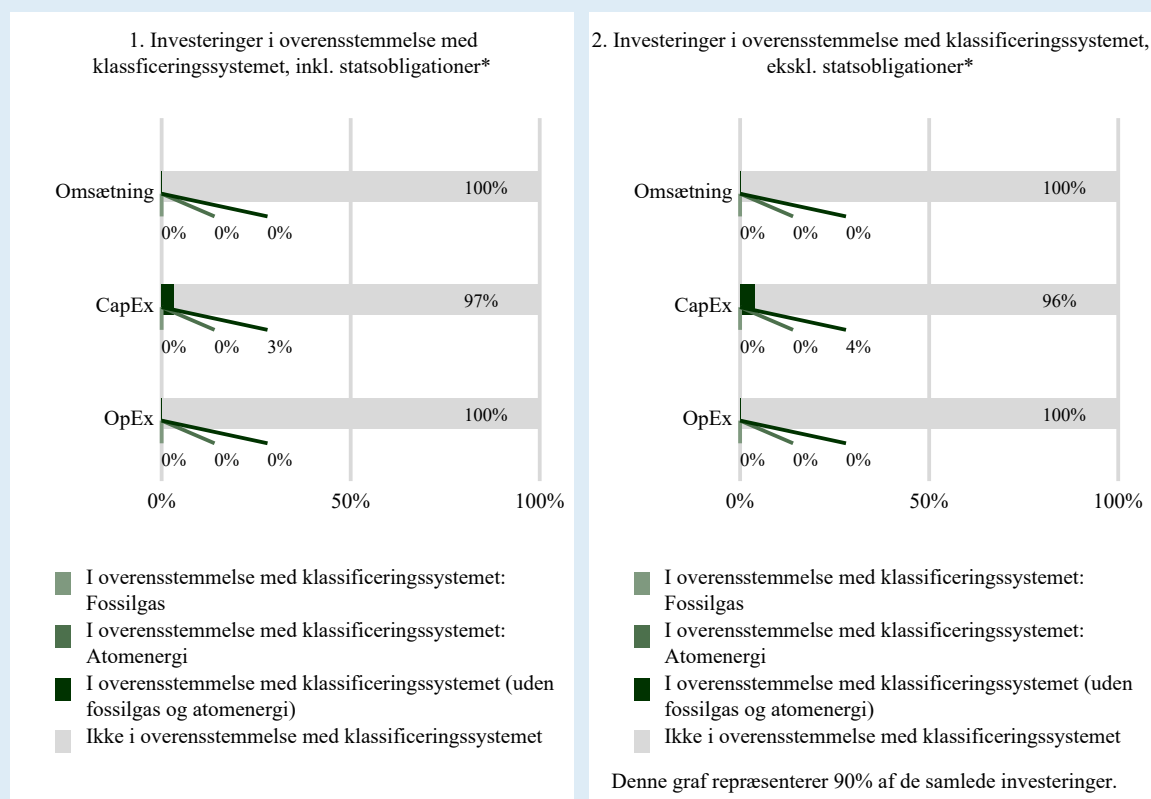 1. Investeringer i overensstemmelse med
klassficeringssystemet, inkl. statsobligationer*
Omsætning
100%
0% 0% 0%
CapEx
97%
0% 0% 3%
OpEx
100%
0% 0% 0%
0% 50% 100%
I overensstemmelse med klassificeringssystemet:
Fossilgas
I overensstemmelse med klassificeringssystemet:
Atomenergi
I overensstemmelse med klassificeringssystemet (uden
fossilgas og atomenergi)
Ikke i overensstemmelse med klassificeringssystemet
2. Investeringer i overensstemmelse med klassificeringssystemet,
ekskl. statsobligationer*
Omsætning
100%
0% 0% 0%
CapEx
96%
0% 0% 4%
OpEx
100%
0% 0% 0%
0% 50% 100%
I overensstemmelse med klassificeringssystemet:
Fossilgas
I overensstemmelse med klassificeringssystemet:
Atomenergi
I overensstemmelse med klassificeringssystemet (uden
fossilgas og atomenergi)
Ikke i overensstemmelse med klassificeringssystemet
Denne graf repræsenterer 90% af de samlede investeringer.